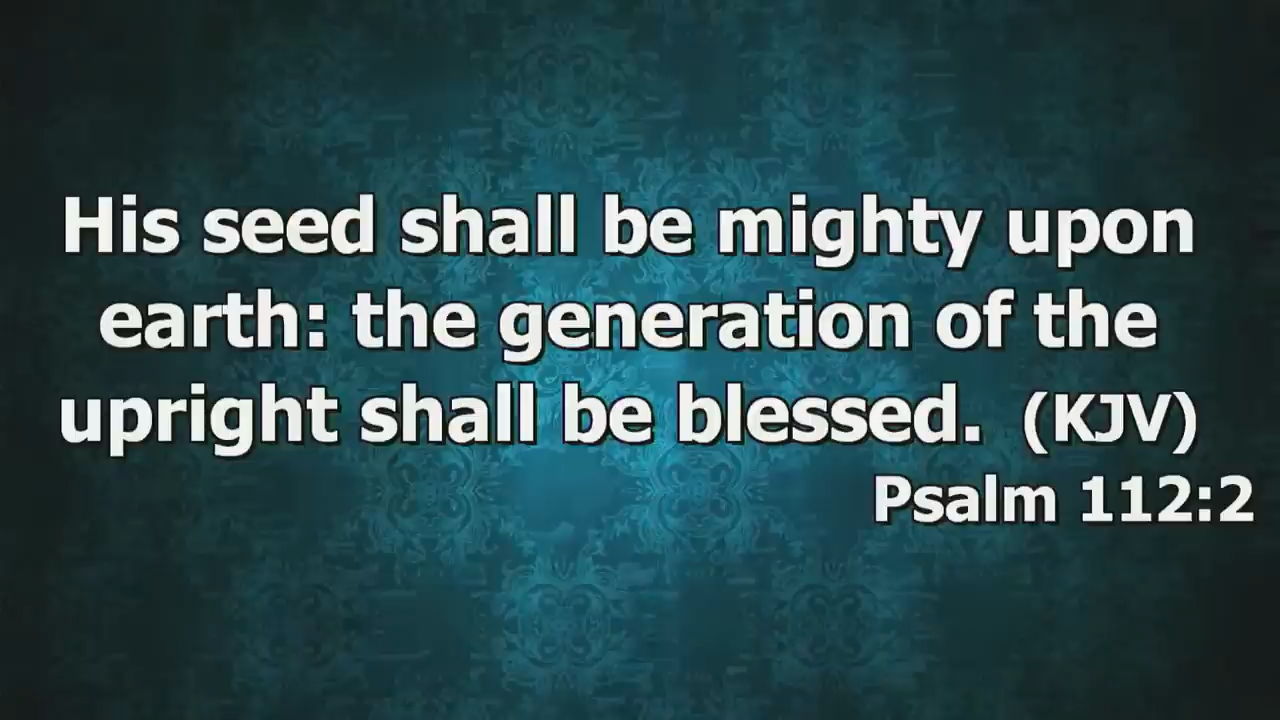 His seed shall be mighty upon
earth: the generation of the
upright shall be blessed. (KJV)
Psalm 112:2